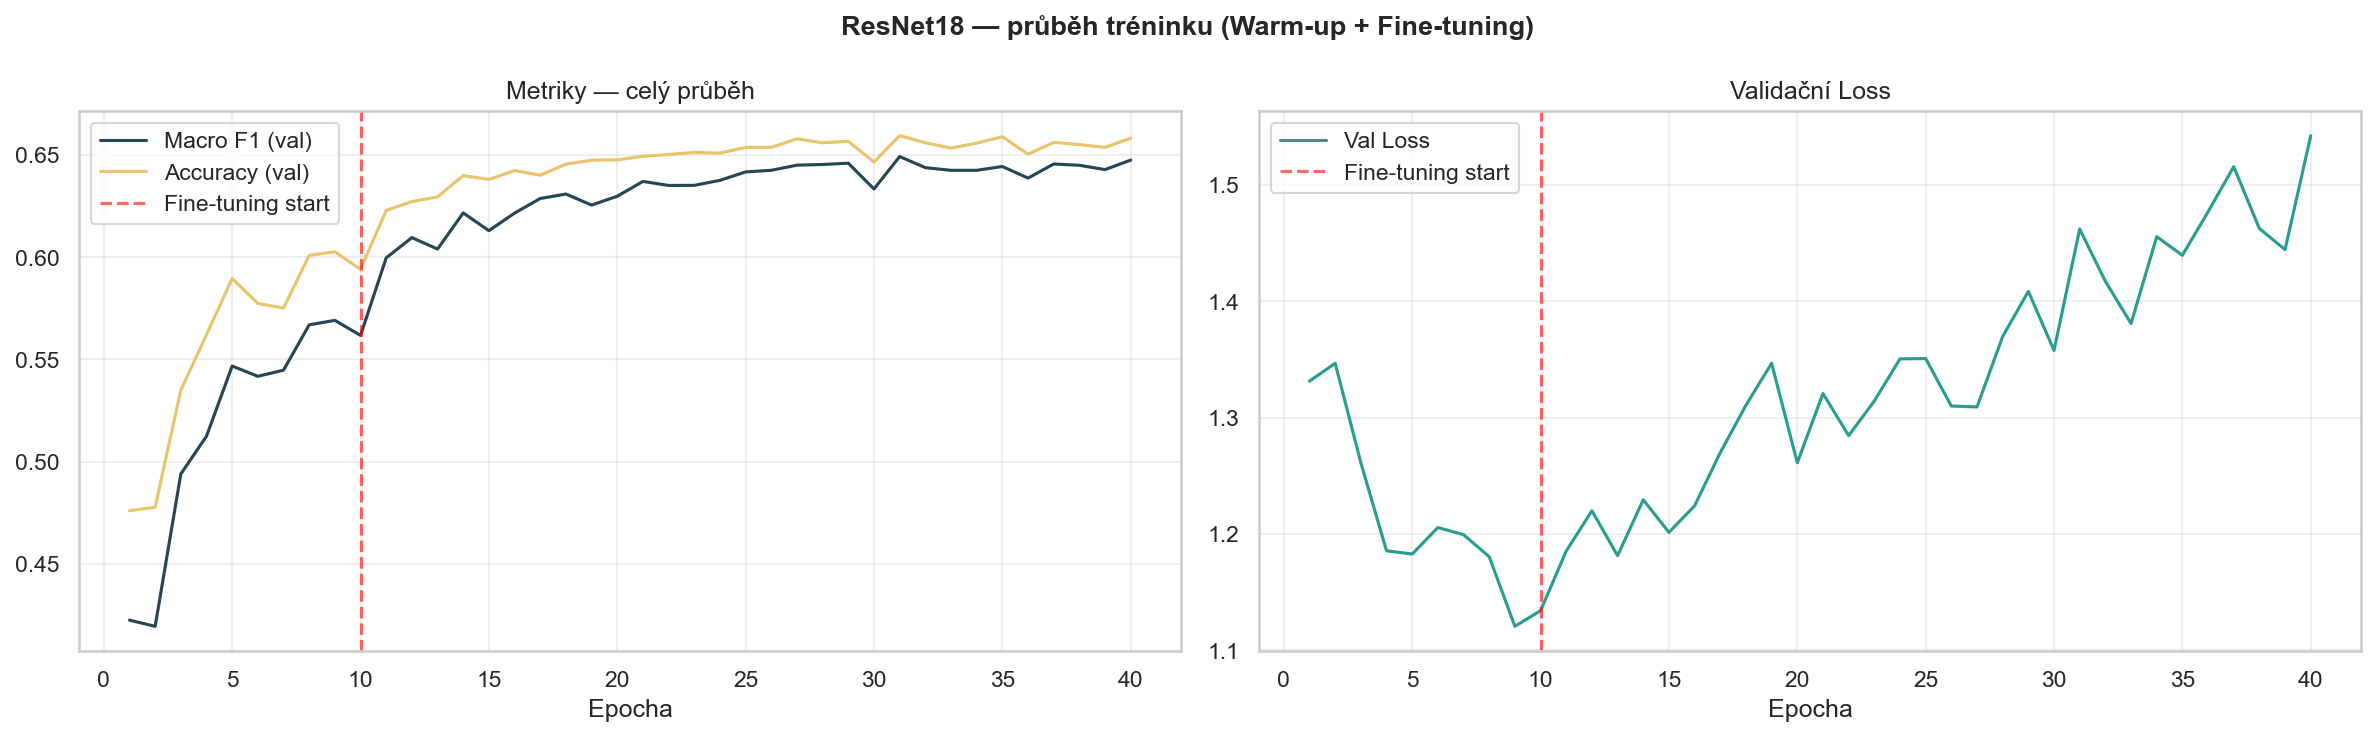 ResNet18 — průběh tréninku (Warm-up + Fine-tuning)
Metriky — celý průběh
Macro F1 (val)
Accuracy (val)
Fine-tuning start
0.65
0.60
0.55
0.50
0.45
0 5 10 15 20 25 30 35 40
Epocha
Validační Loss
Val Loss
Fine-tuning start
1.5
1.4
1.3
1.2
1.1
0 5 10 15 20 25 30 35 40
Epocha